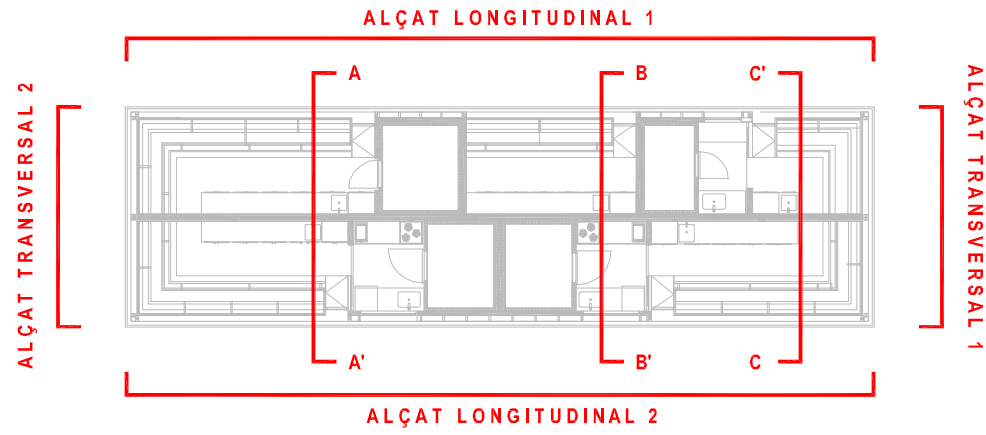 ALÇAT LONGITUDINAL 1
A
B
C'
ALÇAT TRANSVERSAL 2
ALÇAT TRANSVERSAL 1
A'
B'
C
ALÇAT LONGITUDINAL 2